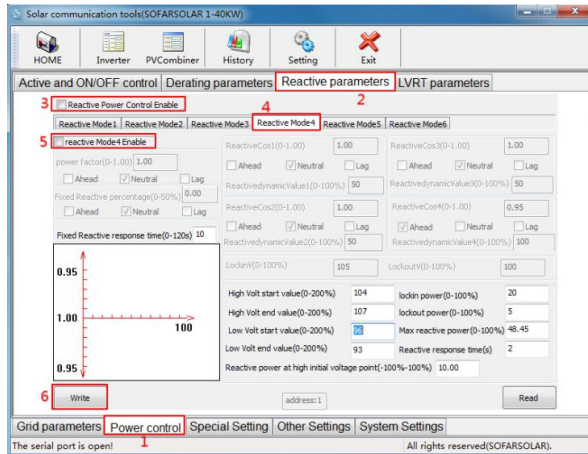 Solar communication tools(SOFARSOLAR 1-40KW)
HOME Inverter PVCombiner History Setting Exit
Active and ON/OFF control Derating parameters Reactive parameters LVRT parameters
3 Reactive Power Control Enable 2
4
Reactive Mode1 Reactive Mode2 Reactive Mode3 Reactive Mode4 Reactive Mode5 Reactive Mode6
5 reactive Mode4 Enable
ReactiveCos1(0-1.00) 1.00 ReactiveCos3(0-1.00) 1.00
power factor(0-1.00) 1.00
Ahead Neutral Lag Ahead Neutral Lag
Ahead Neutral Lag
ReactivedynamicValue1(0-100%) 50 ReactivedynamicValue3(0-100%) 50
Fixed Reactive percentage(0-50%) 0.00
ReactiveCos2(0-1.00) 1.00 ReactiveCos4(0-1.00) 0.95
Ahead Neutral Lag
Ahead Neutral Lag Ahead Neutral Lag
Fixed Reactive response time(0-120s) 10
ReactivedynamicValue2(0-100%) 50 ReactivedynamicValue4(0-100%) 100
LockinV(0-100%) 105 LockoutV(0-100%) 100
0.95
1.00
100
0.95
High Volt start value(0-200%) 104 lockin power(0-100%) 20
High Volt end value(0-200%) 107 lockout power(0-100%) 5
Low Volt start value(0-200%) 96 Max reactive power(0-100%) 48.45
Low Volt end value(0-200%) 93 Reactive response time(s) 2
Reactive power at high initial voltage point(-100%-100%) 10.00
6 Write address:1 Read
Grid parameters Power control Special Setting Other Settings System Settings
1
The serial port is open! All rights reserved(SOFARSOLAR).